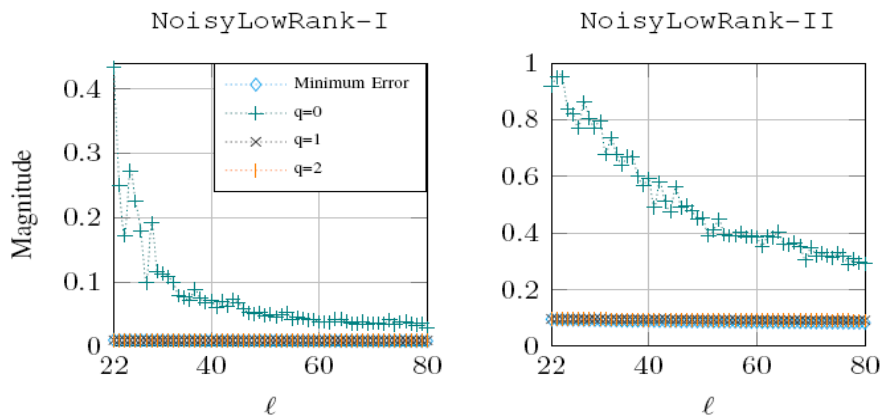 NoisyLowRank-I
NoisyLowRank-II
Magnitude
0.4
0.3
0.2
0.1
0
22
40
60
80
ℓ
Minimum Error
q=0
q=1
q=2
1
0.8
0.6
0.4
0.2
0
22
40
60
80
ℓ